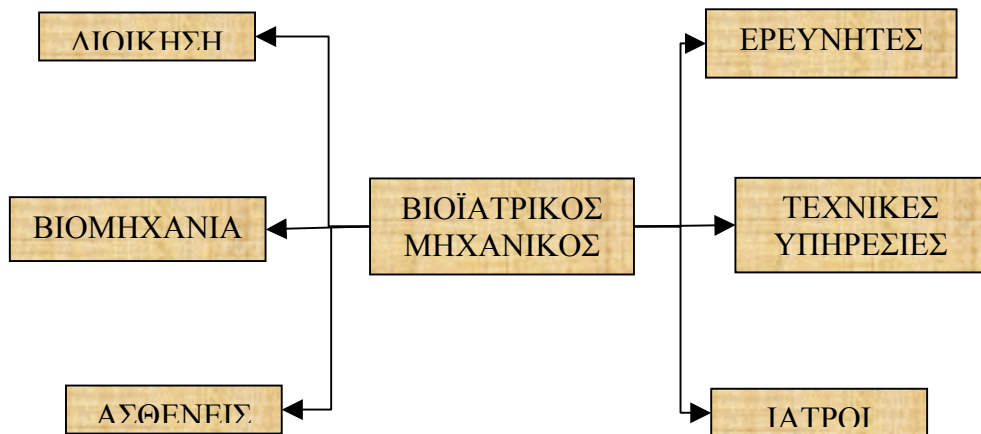 ΔΙΟΙΚΗΣΗ
ΕΡΕΥΝΗΤΕΣ
ΒΙΟΜΗΧΑΝΙΑ
ΒΙΟΪΑΤΡΙΚΟΣ
ΜΗΧΑΝΙΚΟΣ
ΤΕΧΝΙΚΕΣ
ΥΠΗΡΕΣΙΕΣ
ΑΣΘΕΝΕΙΣ
ΙΑΤΡΟΙ